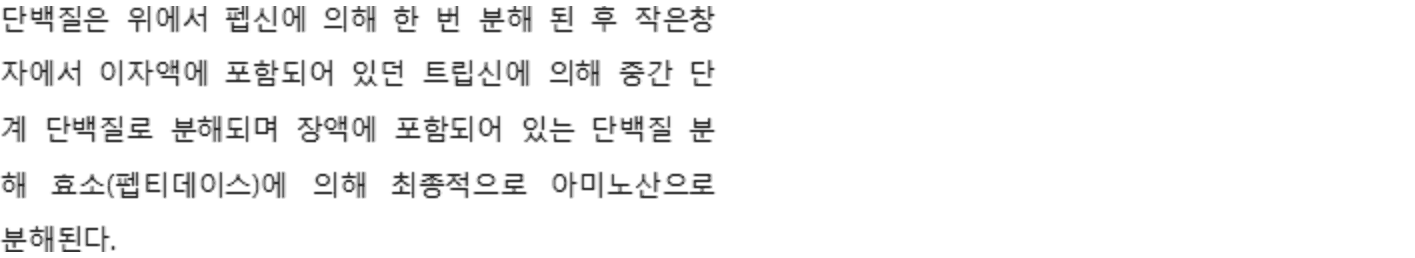 단백질은 위에서 펩신에 의해 한 번 분해 된 후 작은창
자에서 이자액에 포함되어 있던 트립신에 의해 중간 단
계 단백질로 분해되며 장액에 포함되어 있는 단백질 분
해 효소(펩티데이스)에 의해 최종적으로 아미노산으로
분해된다.